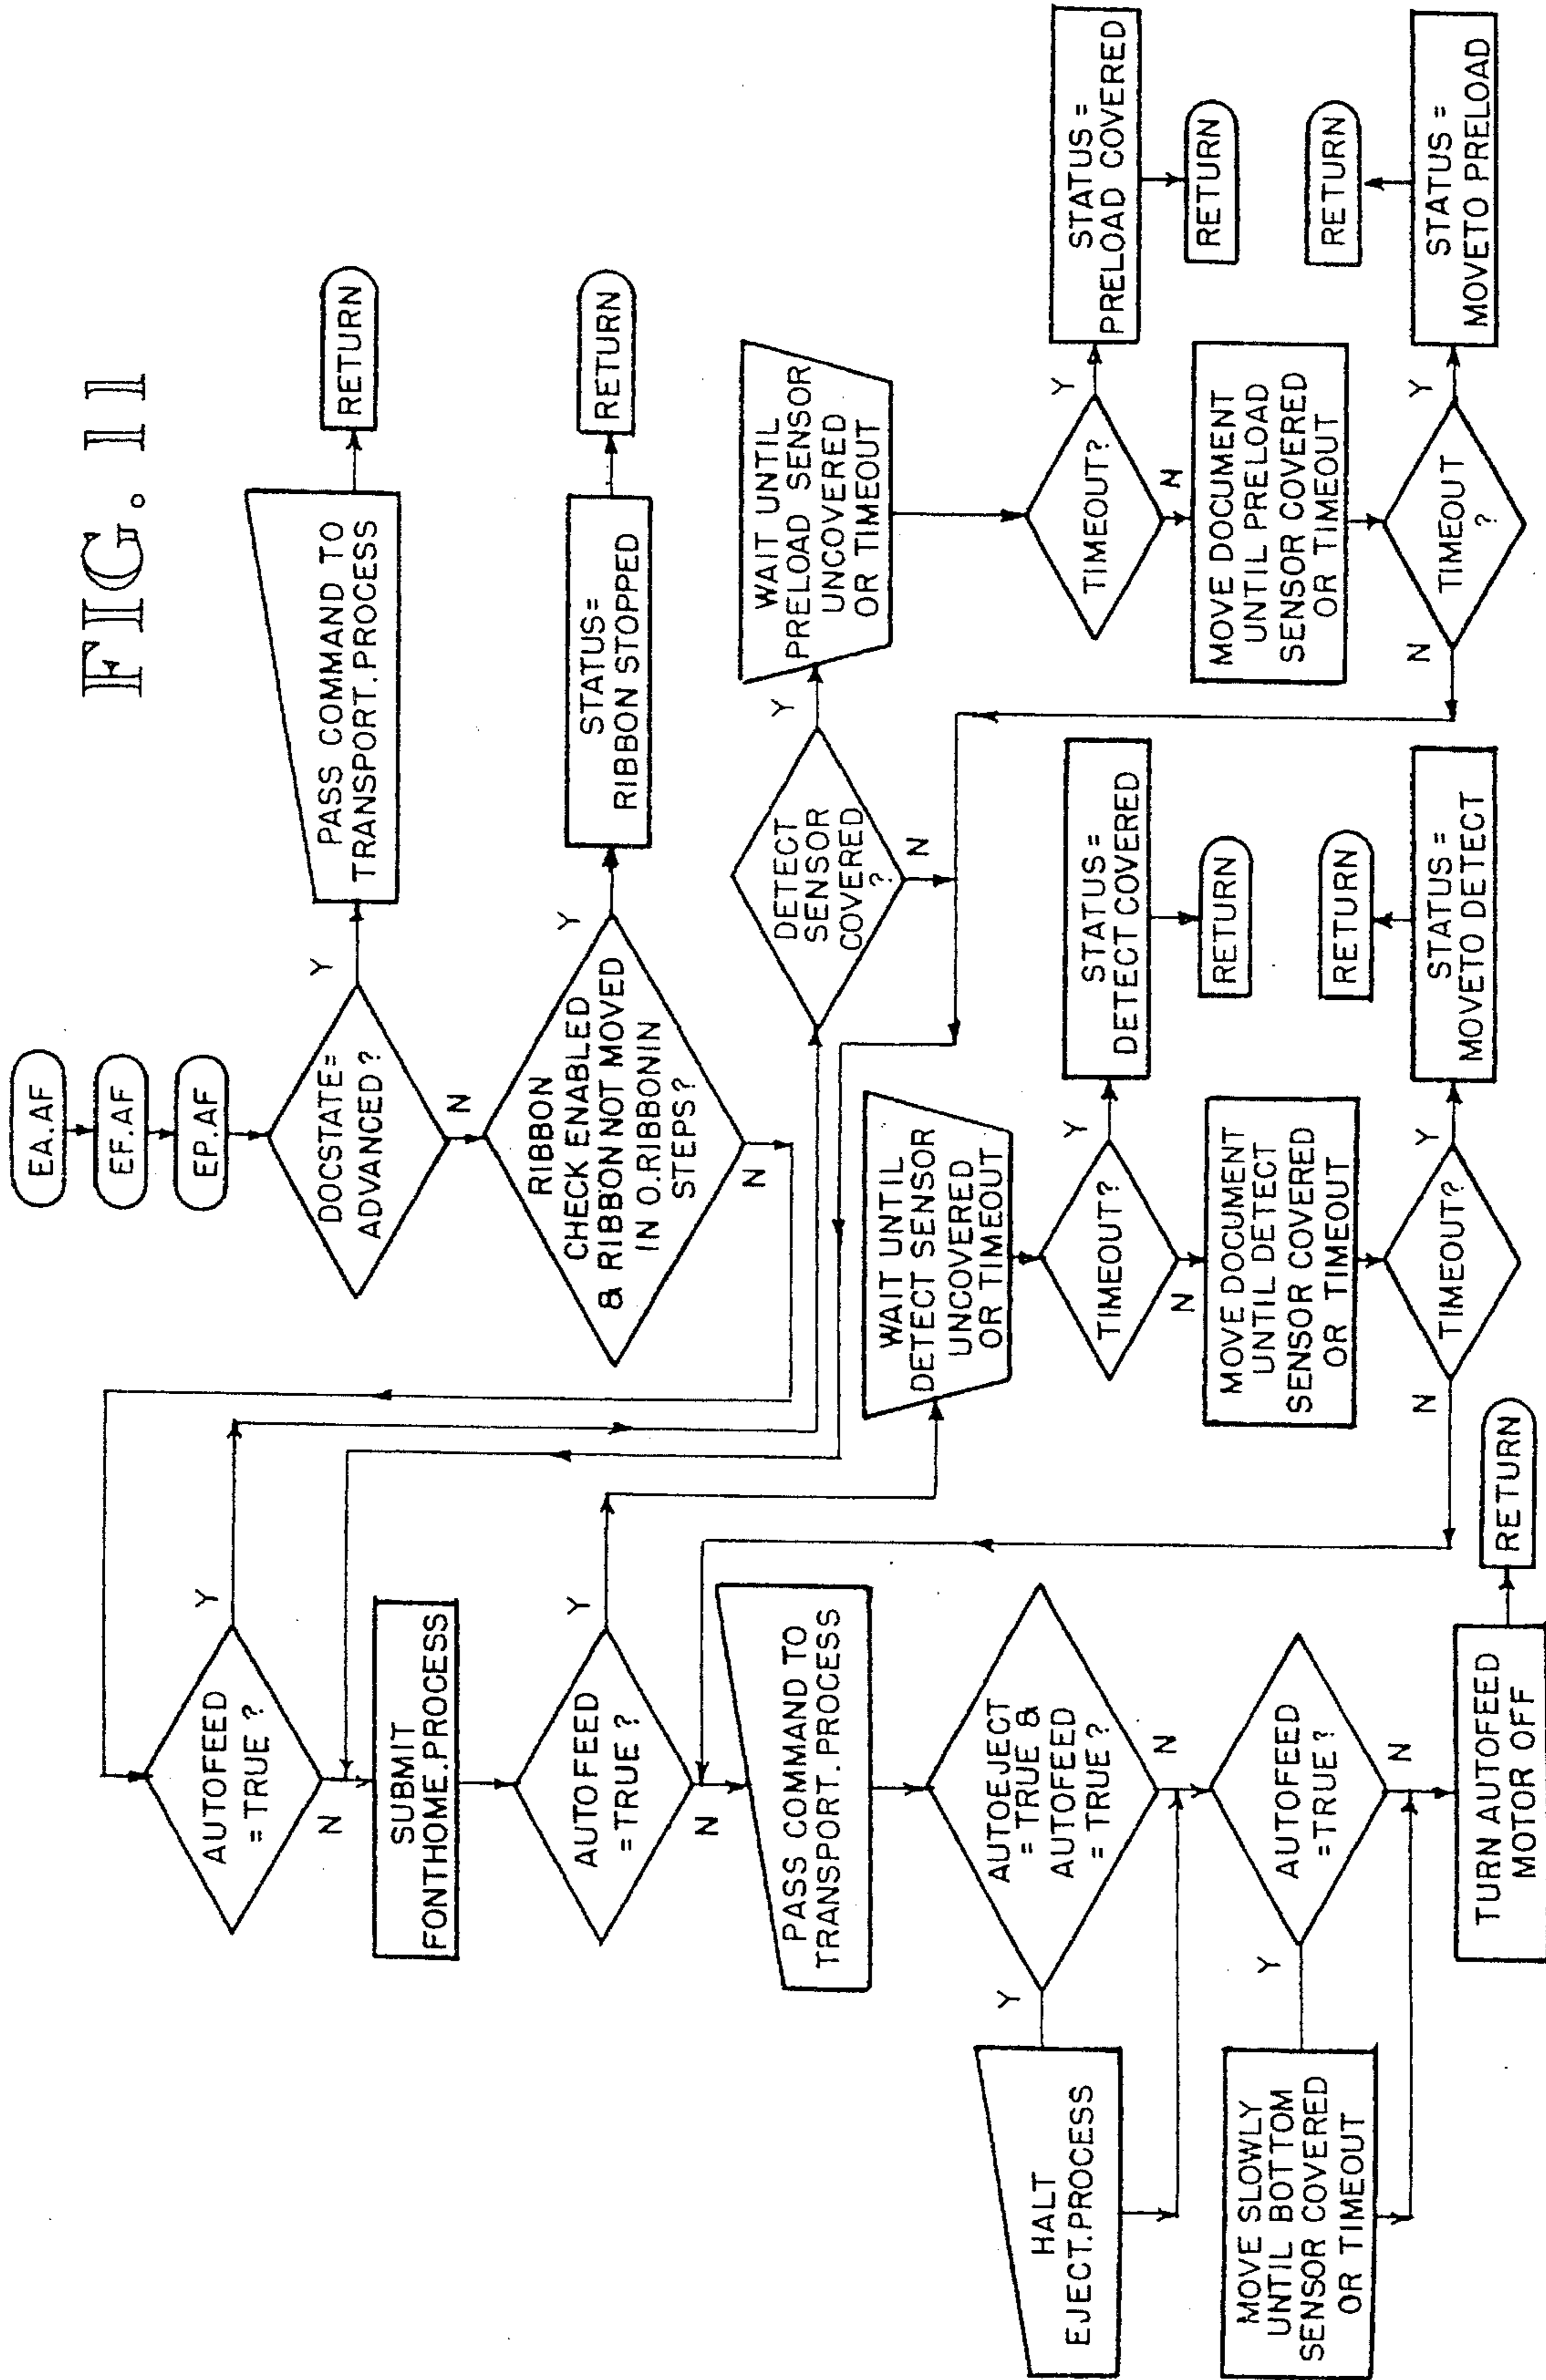 FIG. 11
EA.AF
EF.AF
EP.AF
DOCSTATE=
ADVANCED?
Y
PASS COMMAND TO
TRANSPORT.PROCESS
RETURN
N
RIBBON
CHECK ENABLED
& RIBBON NOT MOVED
IN O.RIBBONIN
STEPS?
Y
STATUS=
RIBBON STOPPED
RETURN
N
AUTOFEED
= TRUE ?
Y
N
DETECT
SENSOR
COVERED
?
Y
N
WAIT UNTIL
PRELOAD SENSOR
UNCOVERED
OR TIMEOUT
TIMEOUT?
Y
STATUS =
PRELOAD COVERED
RETURN
N
MOVE DOCUMENT
UNTIL PRELOAD
SENSOR COVERED
OR TIMEOUT
TIMEOUT
?
Y
STATUS =
MOVETO PRELOAD
RETURN
N
SUBMIT
FONTHOME.PROCESS
AUTOFEED
=TRUE ?
Y
N
WAIT UNTIL
DETECT SENSOR
UNCOVERED
OR TIMEOUT
TIMEOUT?
Y
STATUS =
DETECT COVERED
RETURN
N
MOVE DOCUMENT
UNTIL DETECT
SENSOR COVERED
OR TIMEOUT
TIMEOUT?
Y
STATUS =
MOVETO DETECT
RETURN
N
PASS COMMAND TO
TRANSPORT. PROCESS
AUTOEJECT
= TRUE &
AUTOFEED
= TRUE ?
Y
HALT
EJECT.PROCESS
N
AUTOFEED
=TRUE?
Y
MOVE SLOWLY
UNTIL BOTTOM
SENSOR COVERED
OR TIMEOUT
N
TURN AUTOFEED
MOTOR OFF
RETURN